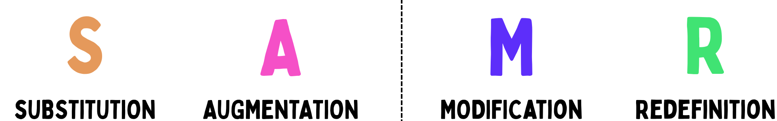 S A M R
SUBSTITUTION AUGMENTATION MODIFICATION REDEFINITION